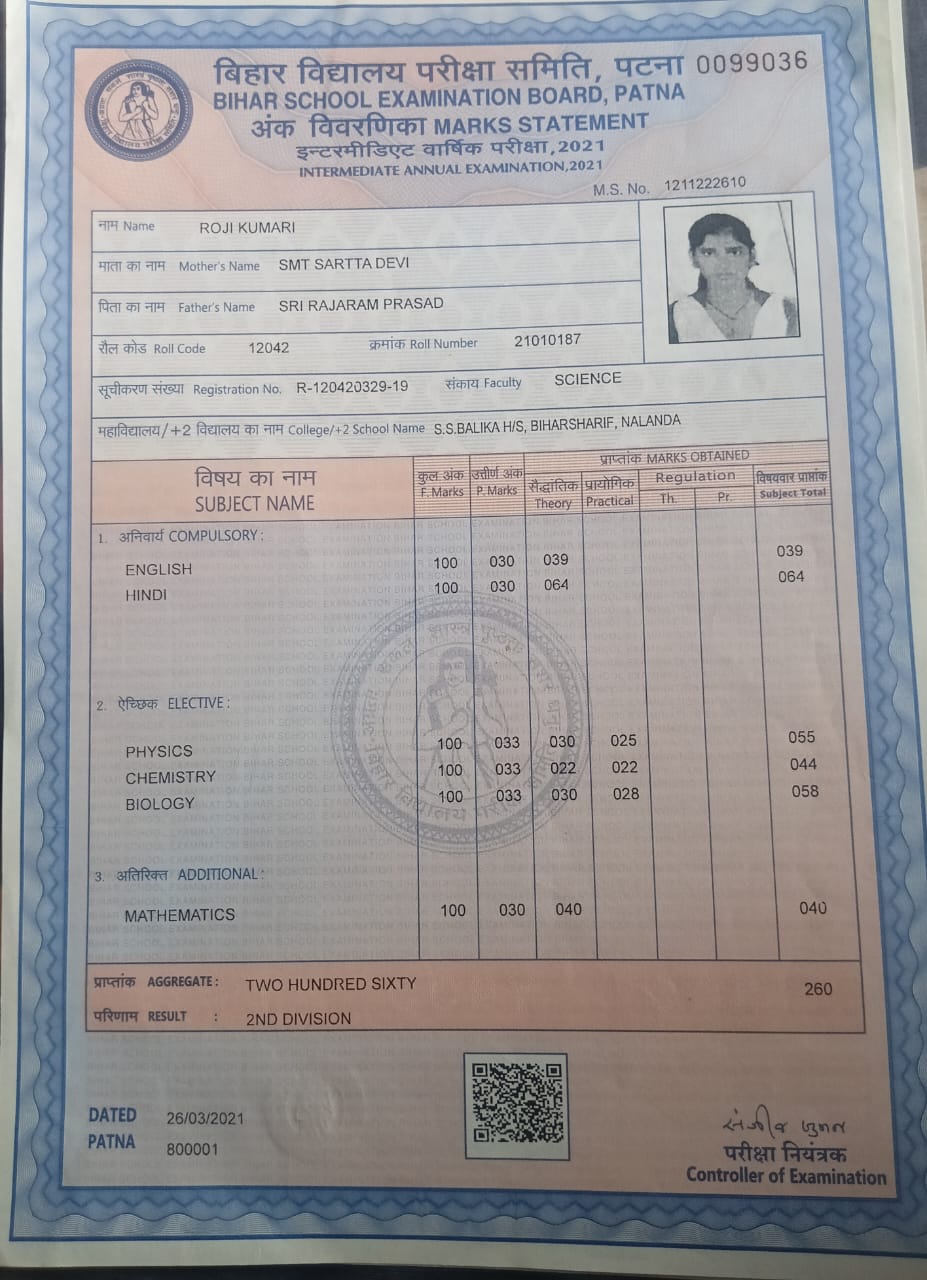 बिहार विद्यालय परीक्षा समिति, पटना 0099036
BIHAR SCHOOL EXAMINATION BOARD, PATNA
अंक विवरणिका MARKS STATEMENT
इन्टरमीडिएट वार्षिक परीक्षा,2021
INTERMEDIATE ANNUAL EXAMINATION,2021
M.S. No. 1211222610
नाम Name ROJI KUMARI
माता का नाम Mother's Name SMT SARTTA DEVI
पिता का नाम Father's Name SRI RAJARAM PRASAD
रौल कोड Roll Code 12042 क्रमांक Roll Number 21010187
सूचीकरण संख्या Registration No. R-120420329-19 संकाय Faculty SCIENCE
महाविद्यालय/+2 विद्यालय का नाम College/+2 School Name S.S.BALIKA H/S, BIHARSHARIF, NALANDA
विषय का नाम कुल अंक उत्तीर्ण अंक प्राप्तांक MARKS OBTAINED
SUBJECT NAME F. Marks P. Marks सैद्धांतिक प्रायोगिक Regulation विषयवार प्राप्तांक
Theory Practical Th. Pr. Subject Total
1. अनिवार्य COMPULSORY:
ENGLISH 100 030 039 039
HINDI 100 030 064 064
2. ऐच्छिक ELECTIVE:
PHYSICS 100 033 030 025 055
CHEMISTRY 100 033 022 022 044
BIOLOGY 100 033 030 028 058
3. अतिरिक्त ADDITIONAL:
MATHEMATICS 100 030 040 040
प्राप्तांक AGGREGATE: TWO HUNDRED SIXTY 260
परिणाम RESULT : 2ND DIVISION
DATED 26/03/2021
PATNA 800001
परीक्षा नियंत्रक
Controller of Examination